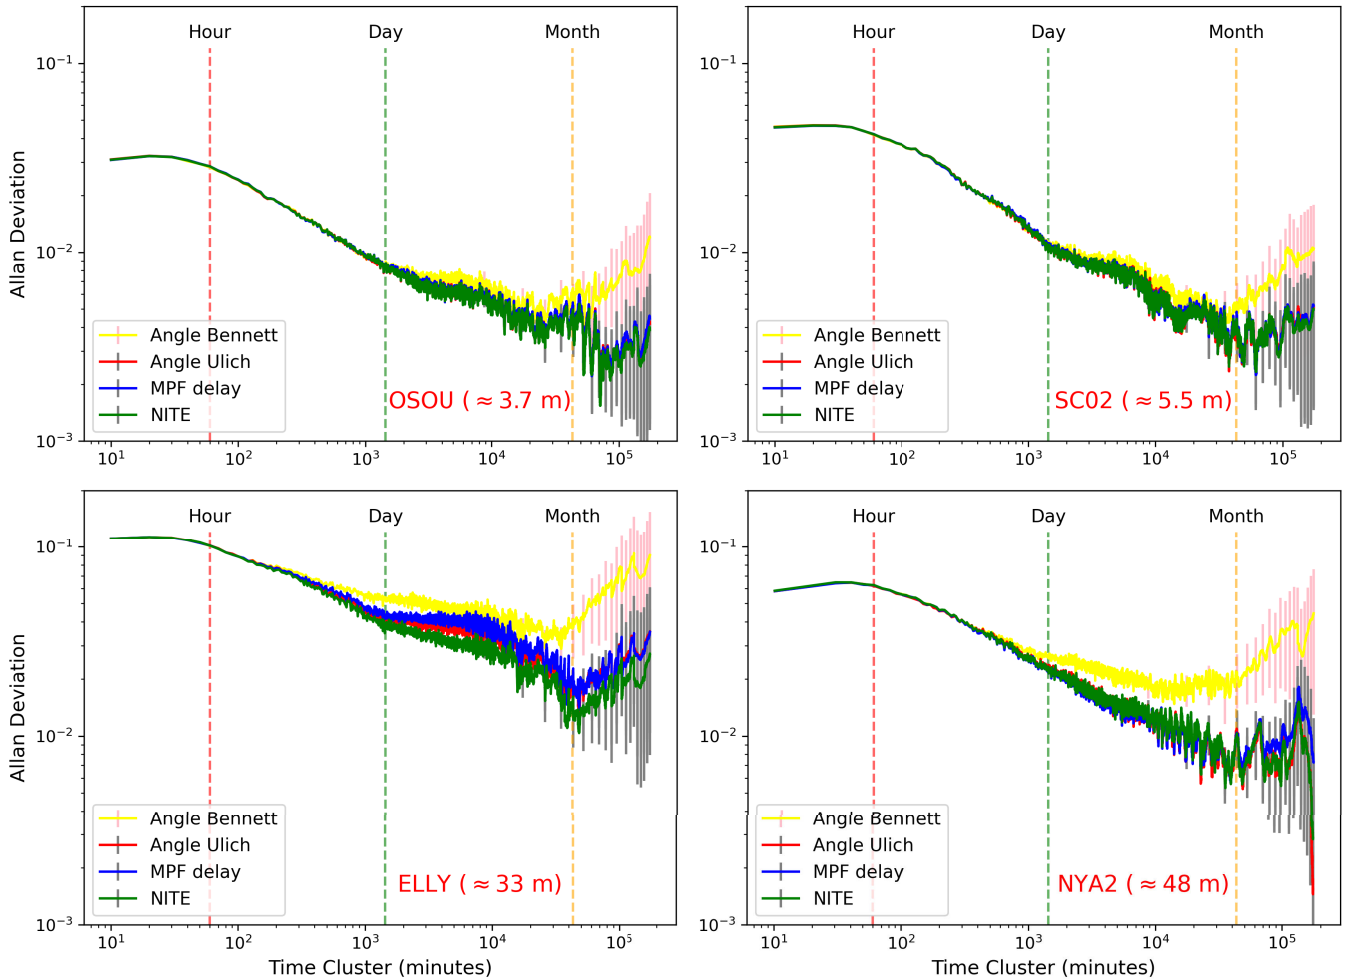 Hour Day Month
10⁻¹
10⁻²
10⁻³
Allan Deviation
Angle Bennett
Angle Ulich
MPF delay
NITE
OSOU (≈3.7 m)
10¹ 10² 10³ 10⁴ 10⁵
Hour Day Month
10⁻¹
10⁻²
10⁻³
Angle Bennett
Angle Ulich
MPF delay
NITE
SC02 (≈5.5 m)
10¹ 10² 10³ 10⁴ 10⁵
Hour Day Month
10⁻¹
10⁻²
10⁻³
Allan Deviation
Angle Bennett
Angle Ulich
MPF delay
NITE
ELLY (≈33 m)
10¹ 10² 10³ 10⁴ 10⁵
Time Cluster (minutes)
Hour Day Month
10⁻¹
10⁻²
10⁻³
Angle Bennett
Angle Ulich
MPF delay
NITE
NYA2 (≈48 m)
10¹ 10² 10³ 10⁴ 10⁵
Time Cluster (minutes)